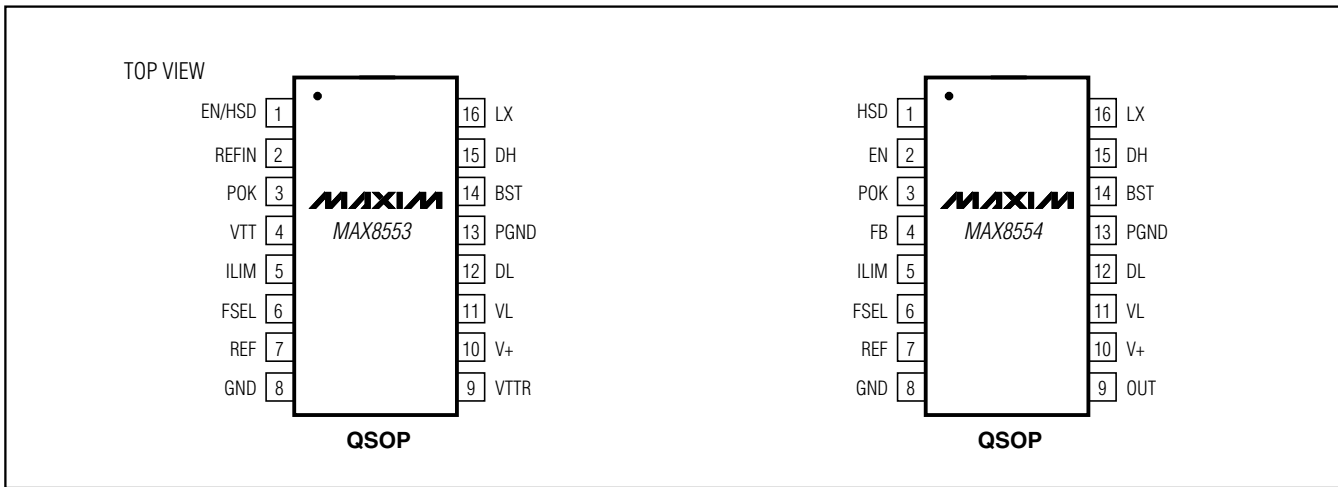 TOP VIEW
EN/HSD 1
REFIN 2
POK 3
VTT 4
ILIM 5
FSEL 6
REF 7
GND 8
MAXIM
MAX8553
16 LX
15 DH
14 BST
13 PGND
12 DL
11 VL
10 V+
9 VTTR
QSOP
HSD 1
EN 2
POK 3
FB 4
ILIM 5
FSEL 6
REF 7
GND 8
MAXIM
MAX8554
16 LX
15 DH
14 BST
13 PGND
12 DL
11 VL
10 V+
9 OUT
QSOP